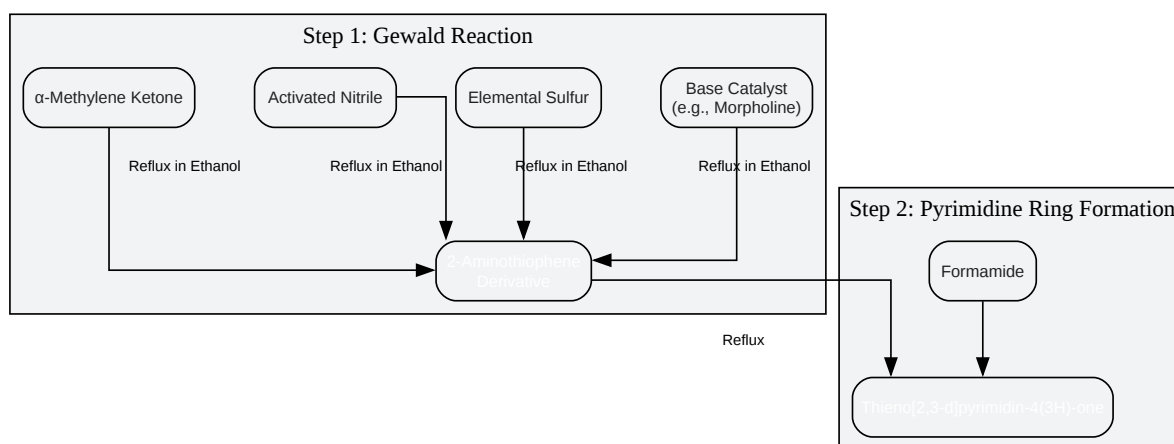 Step 1: Gewald Reaction
α-Methylene Ketone
Activated Nitrile
Elemental Sulfur
Base Catalyst
(e.g., Morpholine)
Reflux in Ethanol
Reflux in Ethanol
Reflux in Ethanol
Reflux in Ethanol
2-Aminothiophene
Derivative
Reflux
Step 2: Pyrimidine Ring Formation
Formamide
Thieno[2,3-d]pyrimidin-4(3H)-one